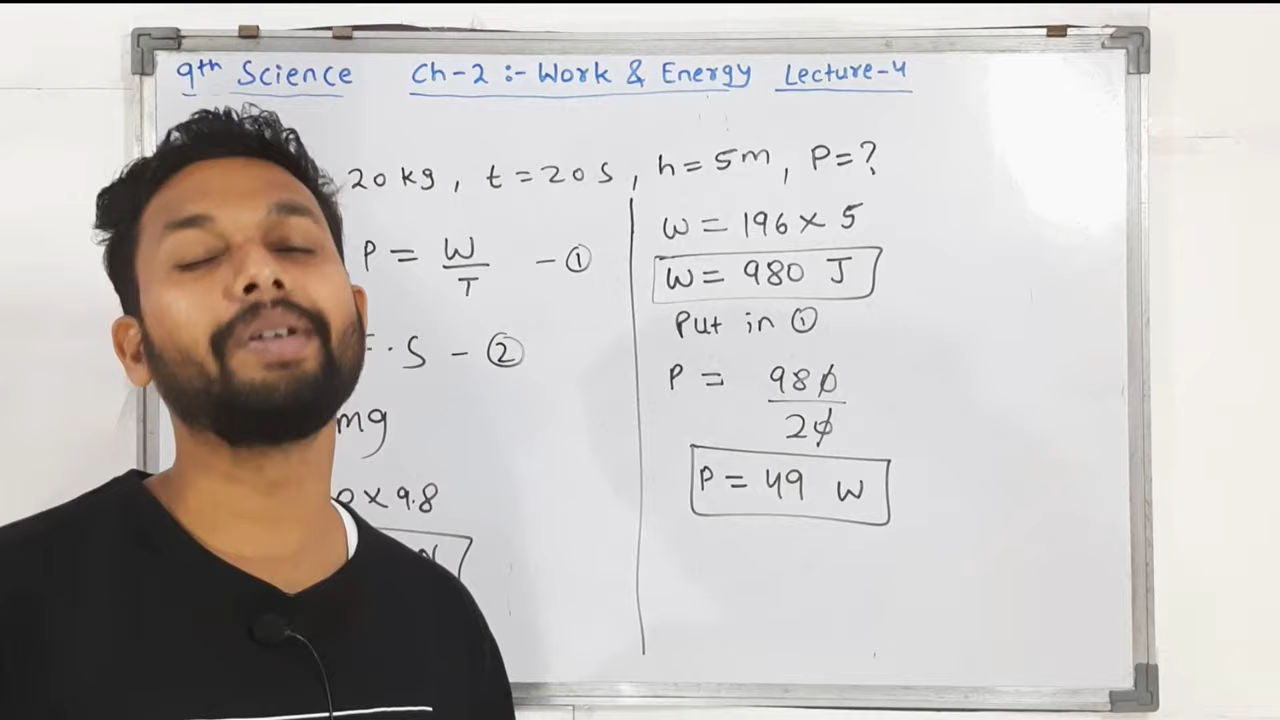 9th Science Ch-2 :- Work & Energy Lecture-4
= 20 kg, t = 20 s, h = 5m, P = ?
P = W/T - ①
F. S - ②
mg
0 × 9.8
N
W = 196 × 5
W = 980 J
Put in ①
P = 980/20
P = 49 W